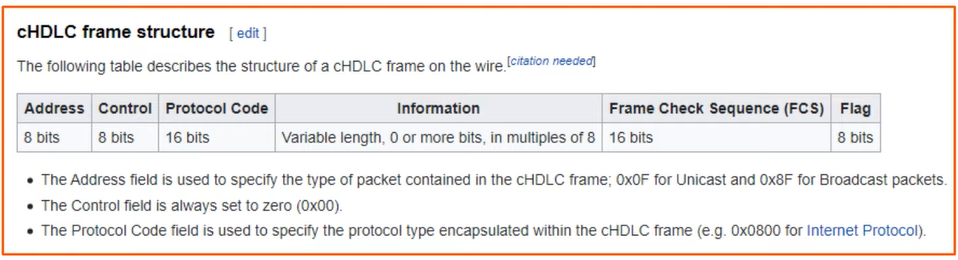 cHDLC frame structure [ edit ]
The following table describes the structure of a cHDLC frame on the wire.[citation needed]
Address Control Protocol Code Information Frame Check Sequence (FCS) Flag
8 bits 8 bits 16 bits Variable length, 0 or more bits, in multiples of 8 16 bits 8 bits
• The Address field is used to specify the type of packet contained in the cHDLC frame; 0x0F for Unicast and 0x8F for Broadcast packets.
• The Control field is always set to zero (0x00).
• The Protocol Code field is used to specify the protocol type encapsulated within the cHDLC frame (e.g. 0x0800 for Internet Protocol).